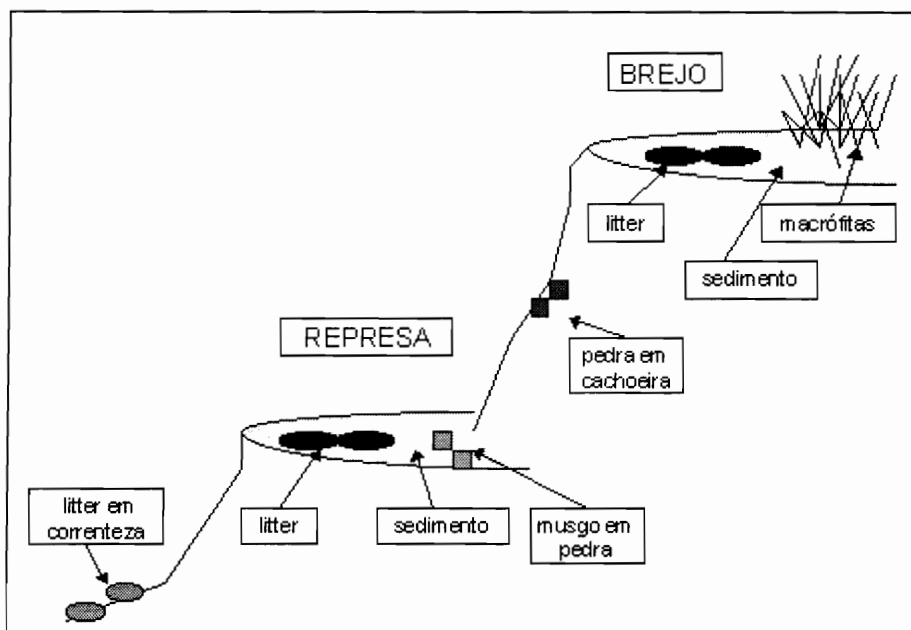 BREJO
litter
macrófitas
sedimento
pedra em
cachoeira
REPRESA
litter em
correnteza
litter
sedimento
musgo em
pedra